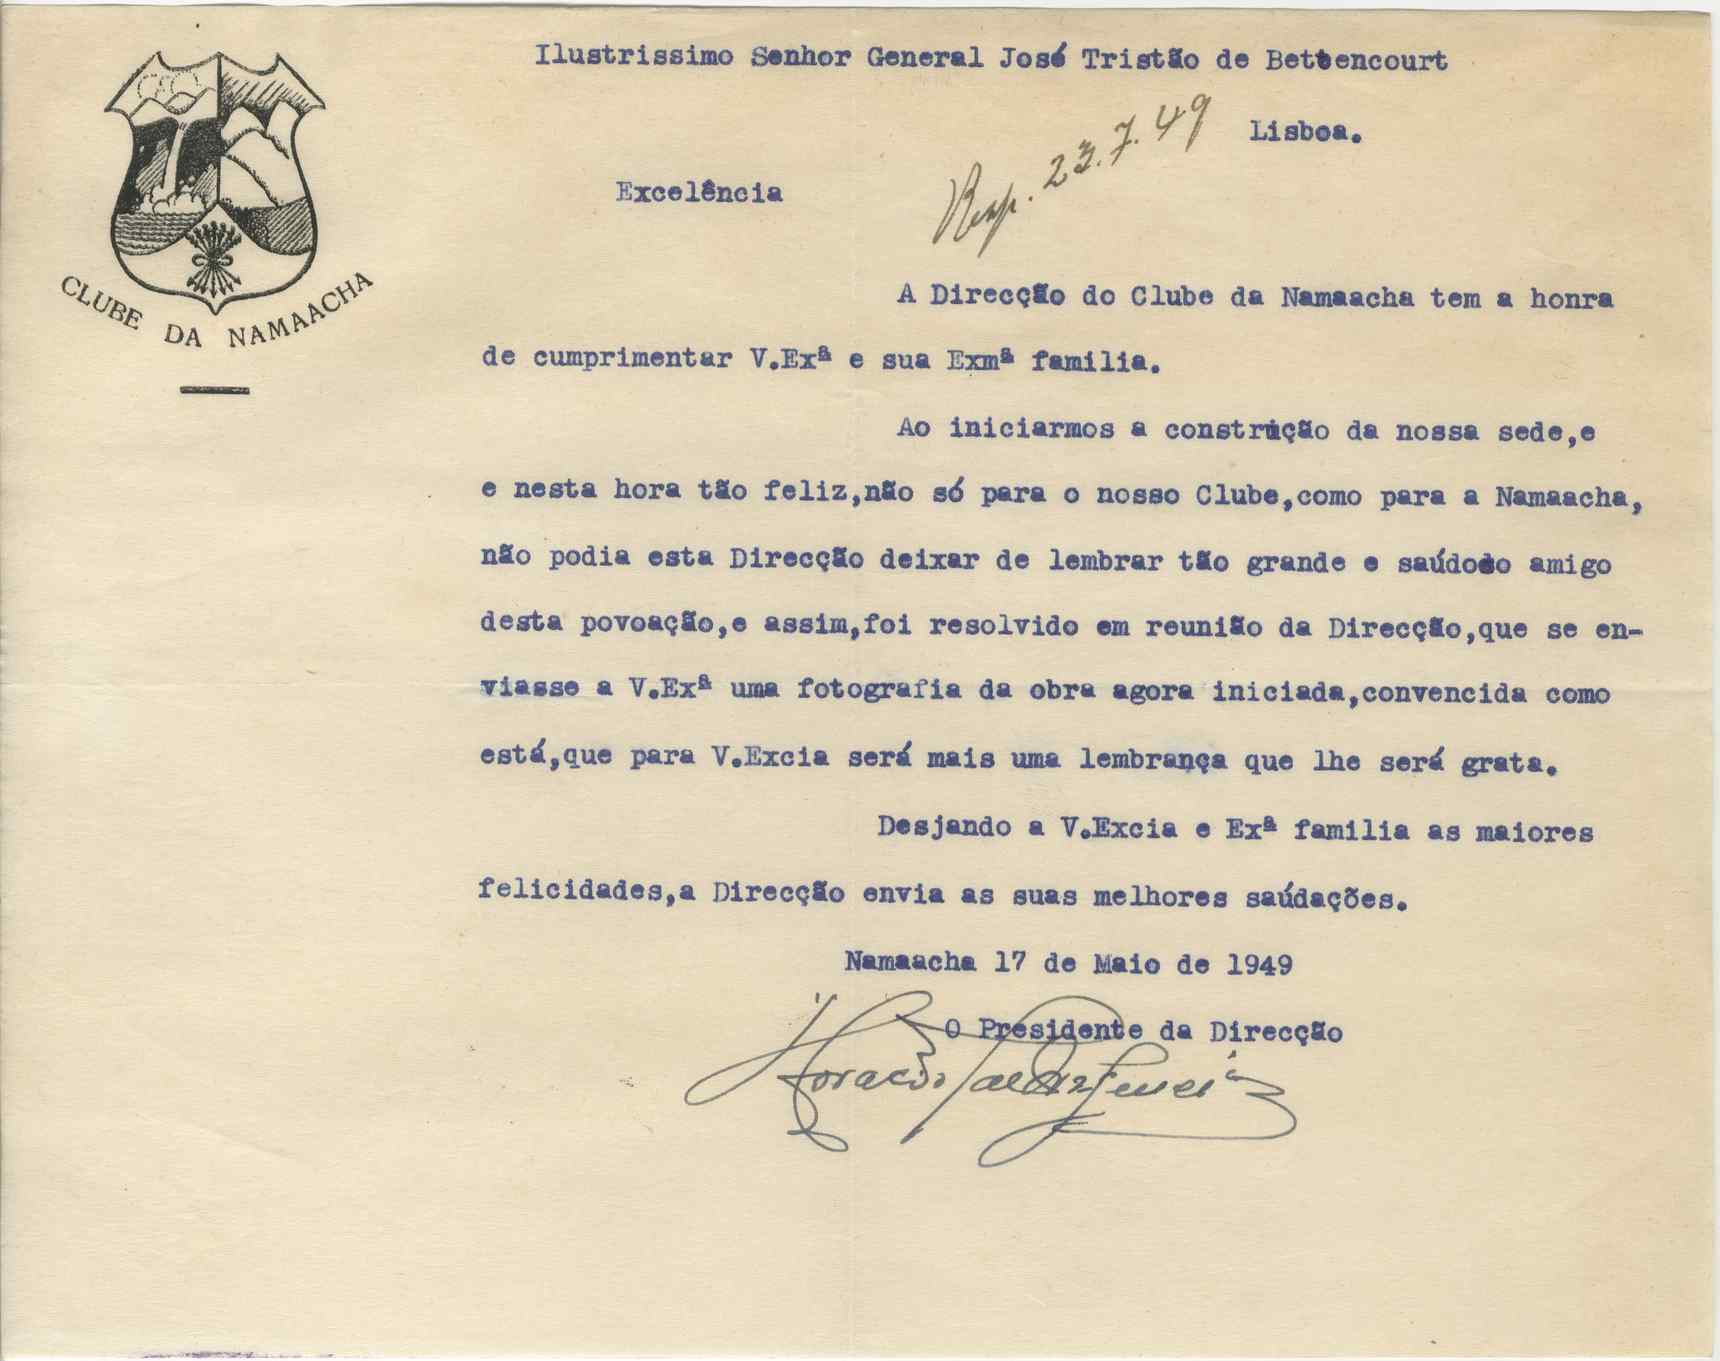 Ilustrissimo Senhor General José Tristão de Bettencourt
Resp. 23.7.49
Lisboa.
Excelência
CLUBE DA NAMAACHA
A Direcção do Clube da Namaacha tem a honra
de cumprimentar V.Exª e sua Exmª familia.
Ao iniciarmos a construção da nossa sede,e
e nesta hora tão feliz,não só para o nosso Clube,como para a Namaacha,
não podia esta Direcção deixar de lembrar tão grande e saúdoso amigo
desta povoação,e assim,foi resolvido em reunião da Direcção,que se en-
viasse a V.Exª uma fotografia da obra agora iniciada,convencida como
está,que para V.Excia será mais uma lembrança que lhe será grata.
Desjando a V.Excia e Exª familia as maiores
felicidades,a Direcção envia as suas melhores saúdações.
Namaacha 17 de Maio de 1949
O Presidente da Direcção
Horacio